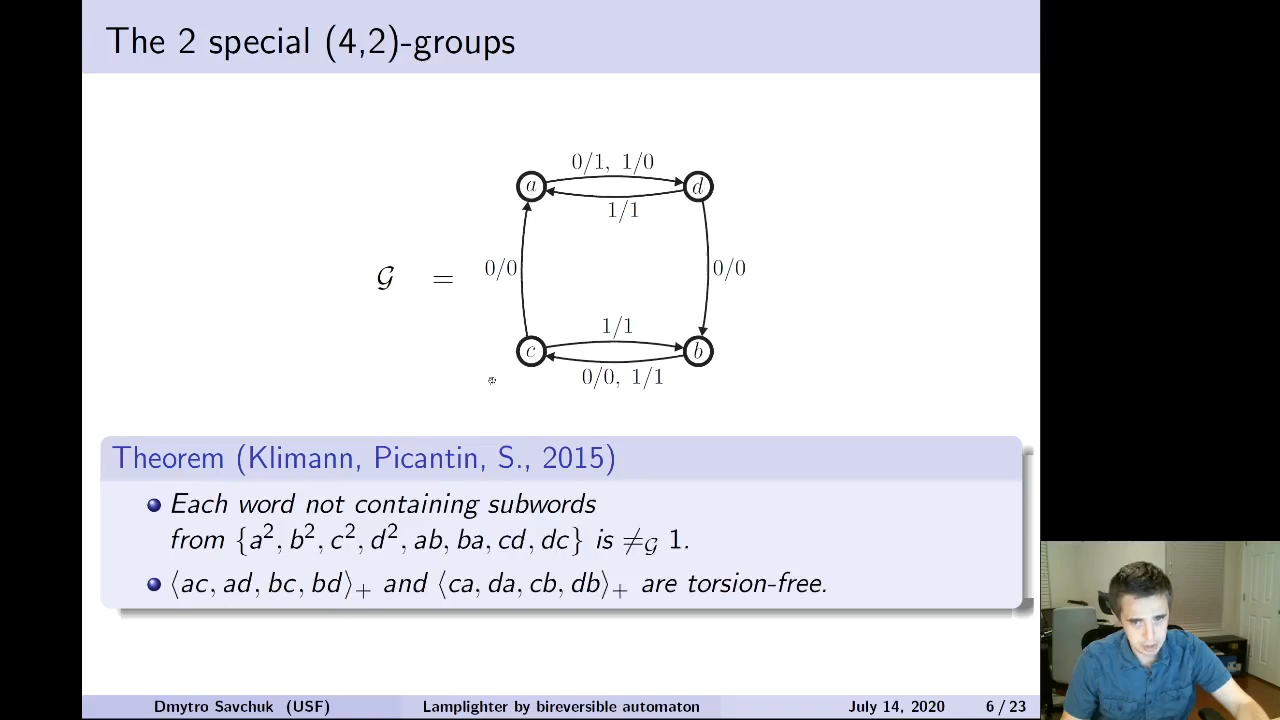 The 2 special (4,2)-groups
0/1, 1/0
a
d
1/1
0/0
0/0
𝒢 =
1/1
c
b
0/0, 1/1
Theorem (Klimann, Picantin, S., 2015)
Each word not containing subwords
from {a², b², c², d², ab, ba, cd, dc} is ≠_𝒢 1.
⟨ac, ad, bc, bd⟩₊ and ⟨ca, da, cb, db⟩₊ are torsion-free.
Dmytro Savchuk (USF) Lamplighter by bireversible automaton July 14, 2020 6 / 23